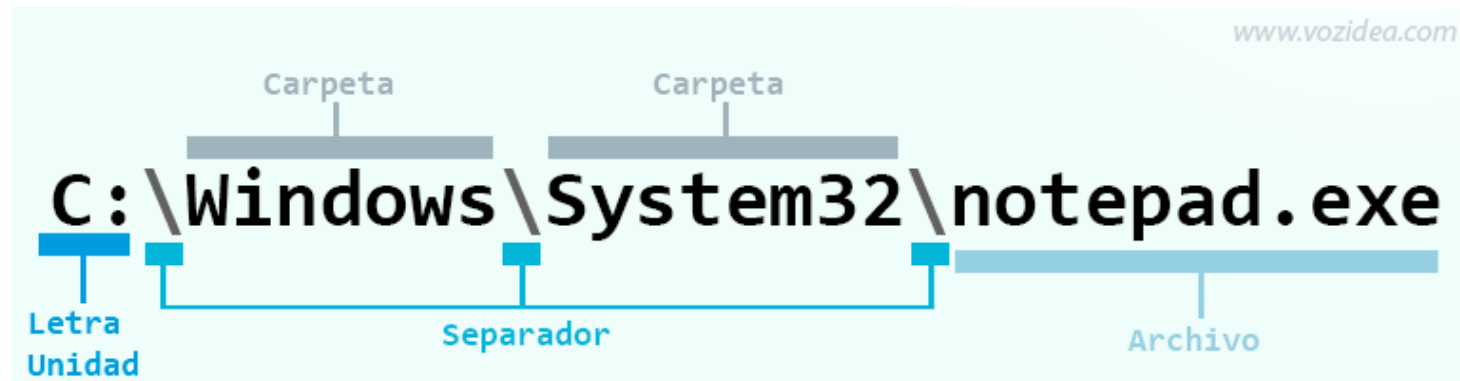 www.vozidea.com
Carpeta Carpeta
C:\Windows\System32\notepad.exe
Letra
Unidad
Separador
Archivo